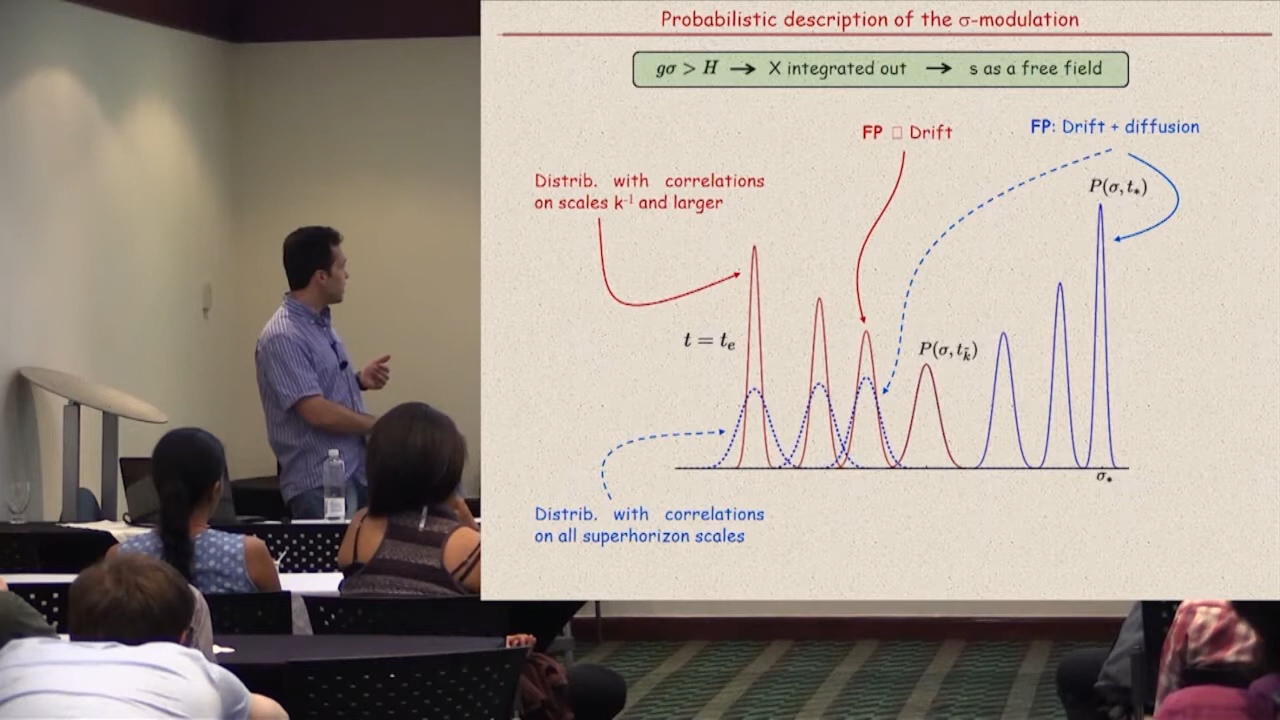 Probabilistic description of the σ-modulation
gσ > H → X integrated out → s as a free field
FP □ Drift
FP: Drift + diffusion
Distrib. with correlations
on scales k⁻¹ and larger
P(σ, t∗)
t = tₑ
P(σ, t_k̃)
σ∗
Distrib. with correlations
on all superhorizon scales